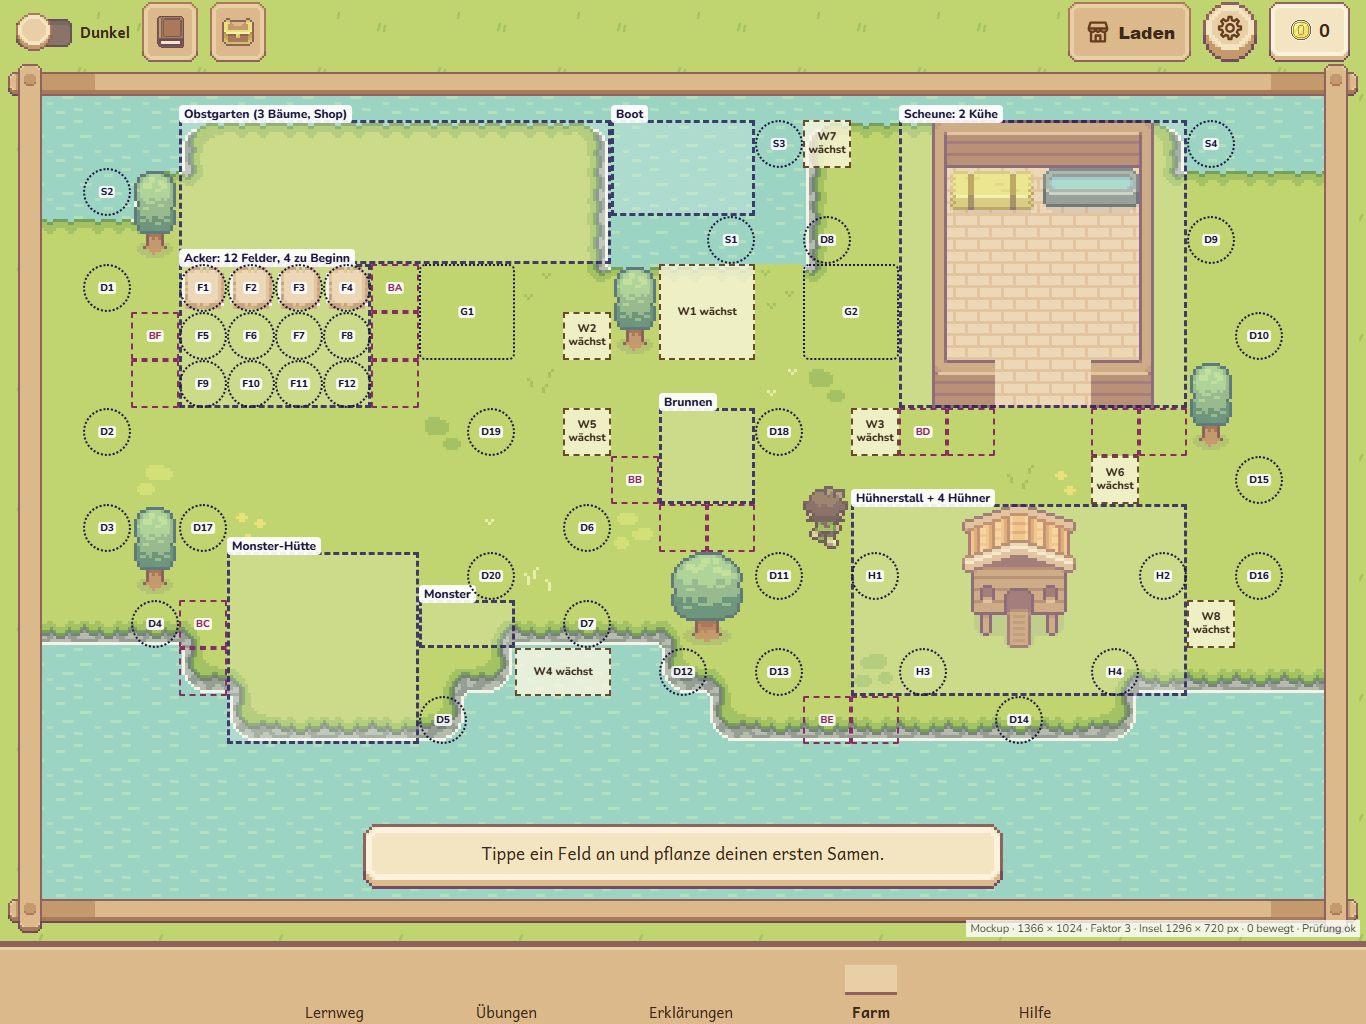 Dunkel
Laden
0
Obstgarten (3 Bäume, Shop)
Boot
Scheune: 2 Kühe
S3
W7
wächst
S4
S2
S1
D8
D9
Acker: 12 Felder, 4 zu Beginn
D1
F1
F2
F3
F4
BA
G1
W1 wächst
G2
BF
F5
F6
F7
F8
W2
wächst
D10
F9
F10
F11
F12
Brunnen
D2
D19
W5
wächst
D18
W3
wächst
BD
BB
W6
wächst
D15
Hühnerstall + 4 Hühner
D3
D17
D6
Monster-Hütte
D20
D11
H1
H2
D16
Monster
D4
BC
D7
W8
wächst
W4 wächst
D12
D13
H3
H4
D5
BE
D14
Tippe ein Feld an und pflanze deinen ersten Samen.
Mockup · 1366 × 1024 · Faktor 3 · Insel 1296 × 720 px · 0 bewegt · Prüfung ok
Lernweg
Übungen
Erklärungen
Farm
Hilfe